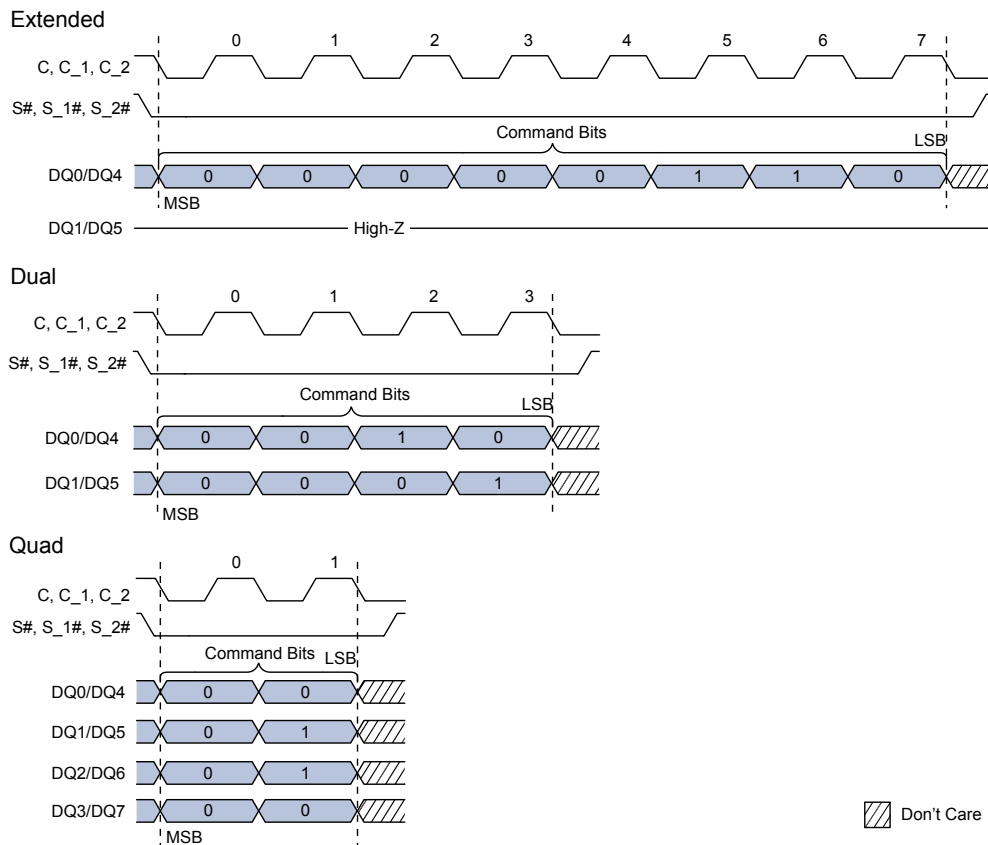 Extended
0 1 2 3 4 5 6 7
C, C_1, C_2
S#, S_1#, S_2#
Command Bits
LSB
DQ0/DQ4 0 0 0 0 0 1 1 0
MSB
DQ1/DQ5 High-Z
Dual
0 1 2 3
C, C_1, C_2
S#, S_1#, S_2#
Command Bits
LSB
DQ0/DQ4 0 0 1 0
DQ1/DQ5 0 0 0 1
MSB
Quad
0 1
C, C_1, C_2
S#, S_1#, S_2#
Command Bits
LSB
DQ0/DQ4 0 0
DQ1/DQ5 0 1
DQ2/DQ6 0 1
DQ3/DQ7 0 0
MSB
Don't Care